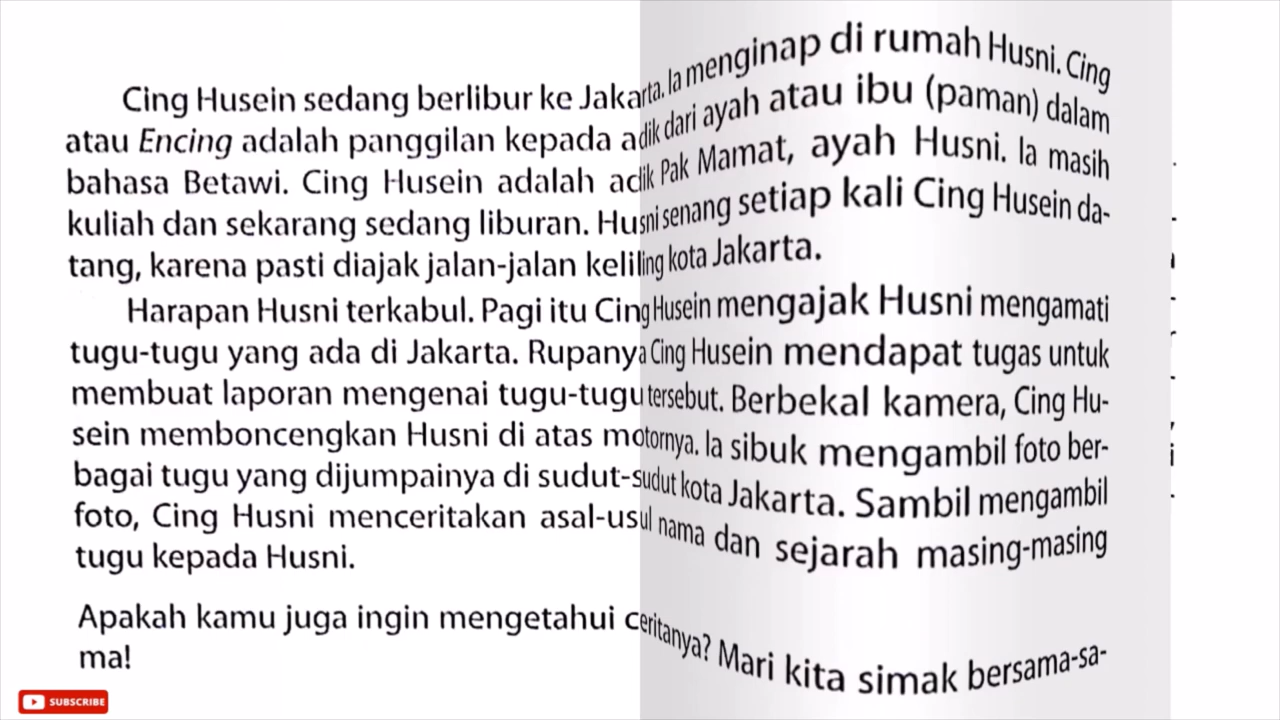 Cing Husein sedang berlibur ke Jakarta. Ia menginap di rumah Husni. Cing
atau Encing adalah panggilan kepada adik dari ayah atau ibu (paman) dalam
bahasa Betawi. Cing Husein adalah adik Pak Mamat, ayah Husni. Ia masih
kuliah dan sekarang sedang liburan. Husni senang setiap kali Cing Husein da-
tang, karena pasti diajak jalan-jalan keliling kota Jakarta.
Harapan Husni terkabul. Pagi itu Cing Husein mengajak Husni mengamati
tugu-tugu yang ada di Jakarta. Rupanya Cing Husein mendapat tugas untuk
membuat laporan mengenai tugu-tugu tersebut. Berbekal kamera, Cing Hu-
sein memboncengkan Husni di atas motornya. Ia sibuk mengambil foto ber-
bagai tugu yang dijumpainya di sudut-sudut kota Jakarta. Sambil mengambil
foto, Cing Husni menceritakan asal-usul nama dan sejarah masing-masing
tugu kepada Husni.
Apakah kamu juga ingin mengetahui ceritanya? Mari kita simak bersama-sa-
ma!
SUBSCRIBE